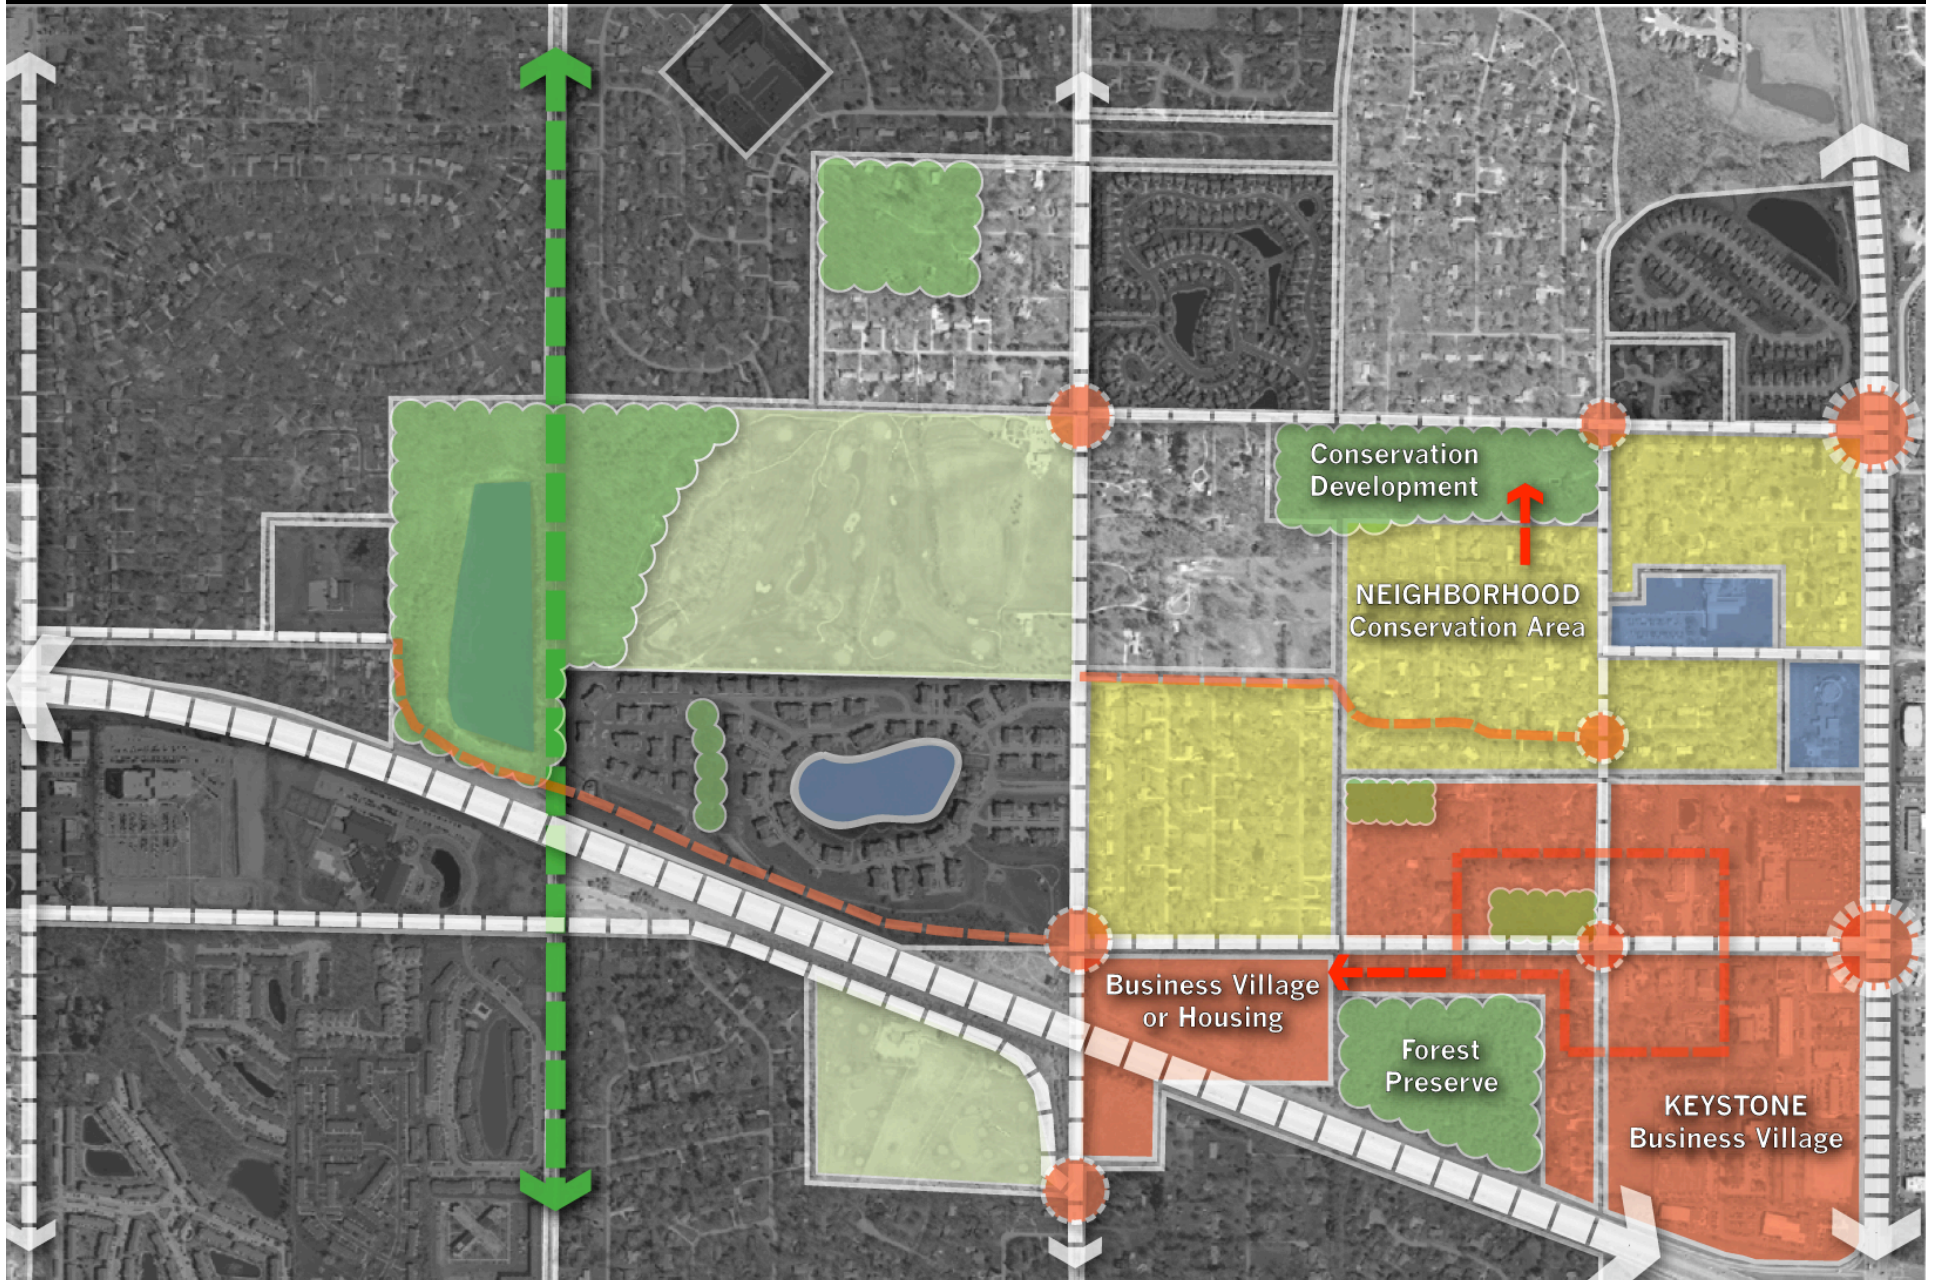 Conservation
Development
NEIGHBORHOOD
Conservation Area
Business Village
or Housing
Forest
Preserve
KEYSTONE
Business Village